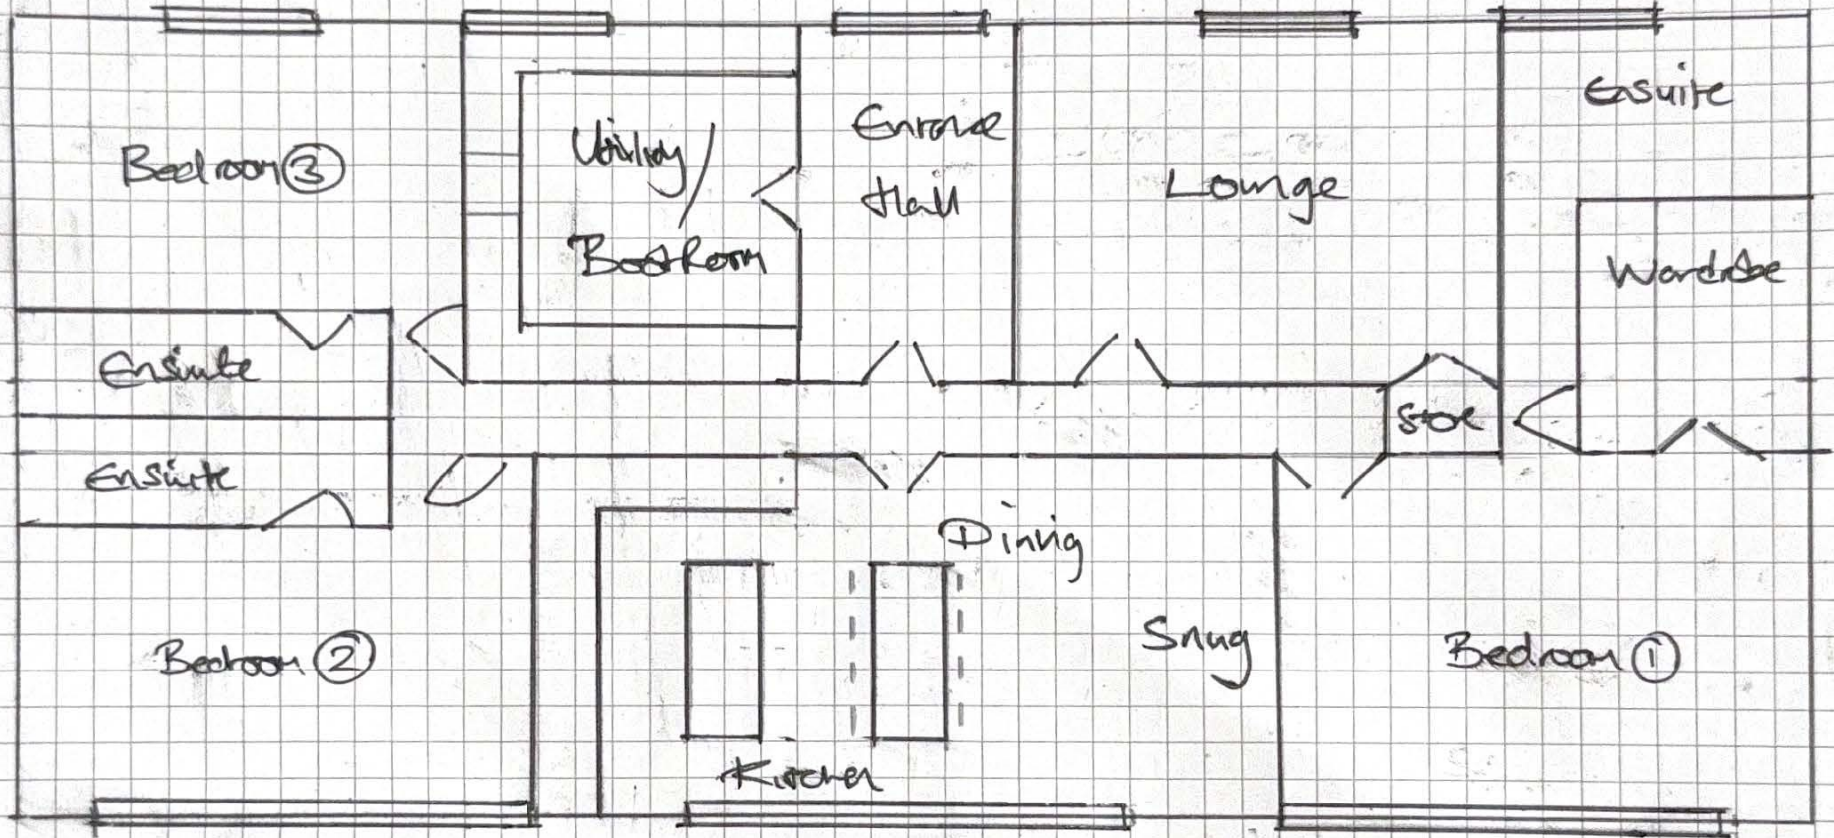 Bedroom ③
Utility/
Boot Room
Entrance
Hall
Lounge
Ensuite
Wardrobe
Ensuite
Ensuite
Store
Dining
Snug
Bedroom ②
Kitchen
Bedroom ①